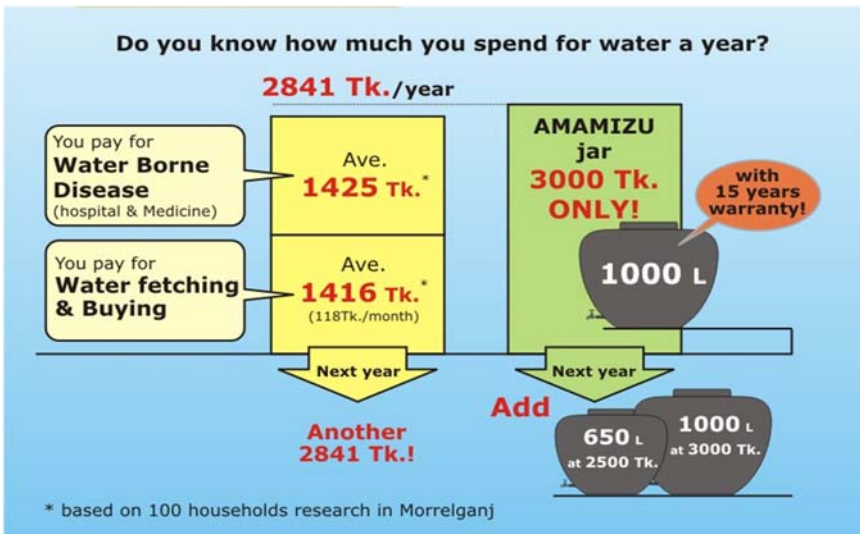 Do you know how much you spend for water a year?
2841 Tk./year
You pay for
Water Borne
Disease
(hospital & Medicine)
Ave.
1425 Tk.*
You pay for
Water fetching
& Buying
Ave.
1416 Tk.*
(118Tk./month)
Next year
Another
2841 Tk.!
AMAMIZU
jar
3000 Tk.
ONLY!
with
15 years
warranty!
1000 L
Next year
Add
650 L
at 2500 Tk.
1000 L
at 3000 Tk.
* based on 100 households research in Morrelganj